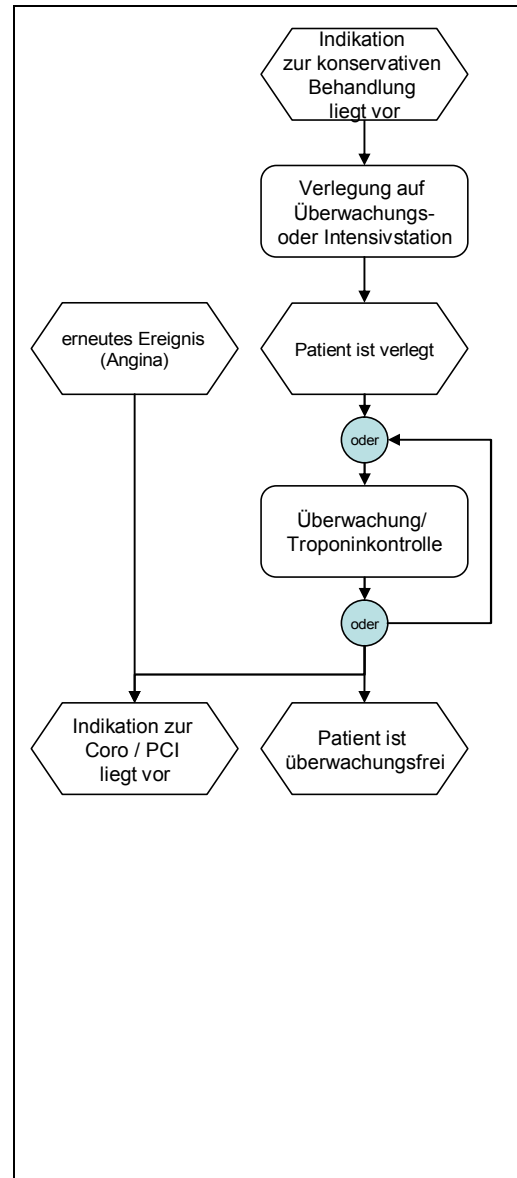 Indikation
zur konservativen
Behandlung
liegt vor
Verlegung auf
Überwachungs-
oder Intensivstation
erneutes Ereignis
(Angina)
Patient ist verlegt
oder
Überwachung/
Troponinkontrolle
oder
Indikation zur
Coro / PCI
liegt vor
Patient ist
überwachungsfrei